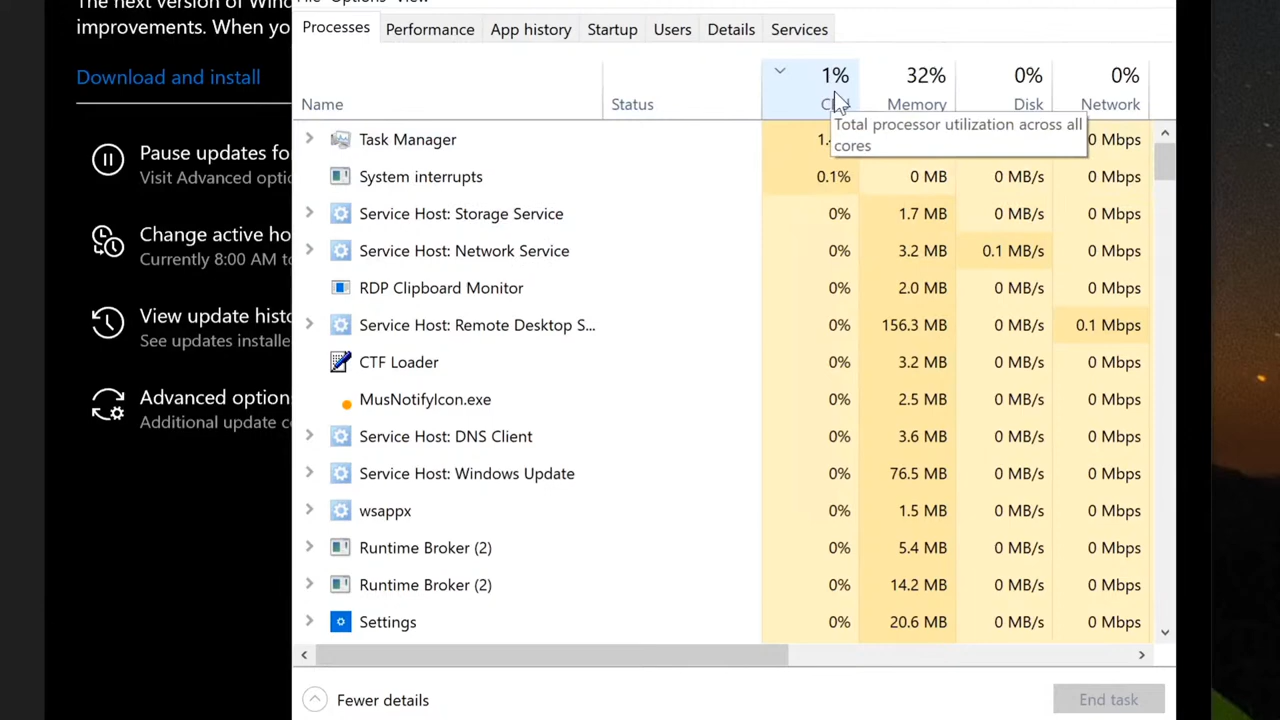 The next version of Wind
improvements. When yo
Download and install
Pause updates fo
Visit Advanced optio
Change active ho
Currently 8:00 AM to
View update histo
See updates installe
Advanced option
Additional update c
File Options View
Processes Performance App history Startup Users Details Services
1% 32% 0% 0%
Name Status Memory Disk Network
Total processor utilization across all
cores
Task Manager 0 Mbps
System interrupts 0.1% 0 MB 0 MB/s 0 Mbps
Service Host: Storage Service 0% 1.7 MB 0 MB/s 0 Mbps
Service Host: Network Service 0% 3.2 MB 0.1 MB/s 0 Mbps
RDP Clipboard Monitor 0% 2.0 MB 0 MB/s 0 Mbps
Service Host: Remote Desktop S... 0% 156.3 MB 0 MB/s 0.1 Mbps
CTF Loader 0% 3.2 MB 0 MB/s 0 Mbps
MusNotifyIcon.exe 0% 2.5 MB 0 MB/s 0 Mbps
Service Host: DNS Client 0% 3.6 MB 0 MB/s 0 Mbps
Service Host: Windows Update 0% 76.5 MB 0 MB/s 0 Mbps
wsappx 0% 1.5 MB 0 MB/s 0 Mbps
Runtime Broker (2) 0% 5.4 MB 0 MB/s 0 Mbps
Runtime Broker (2) 0% 14.2 MB 0 MB/s 0 Mbps
Settings 0% 20.6 MB 0 MB/s 0 Mbps
Fewer details End task